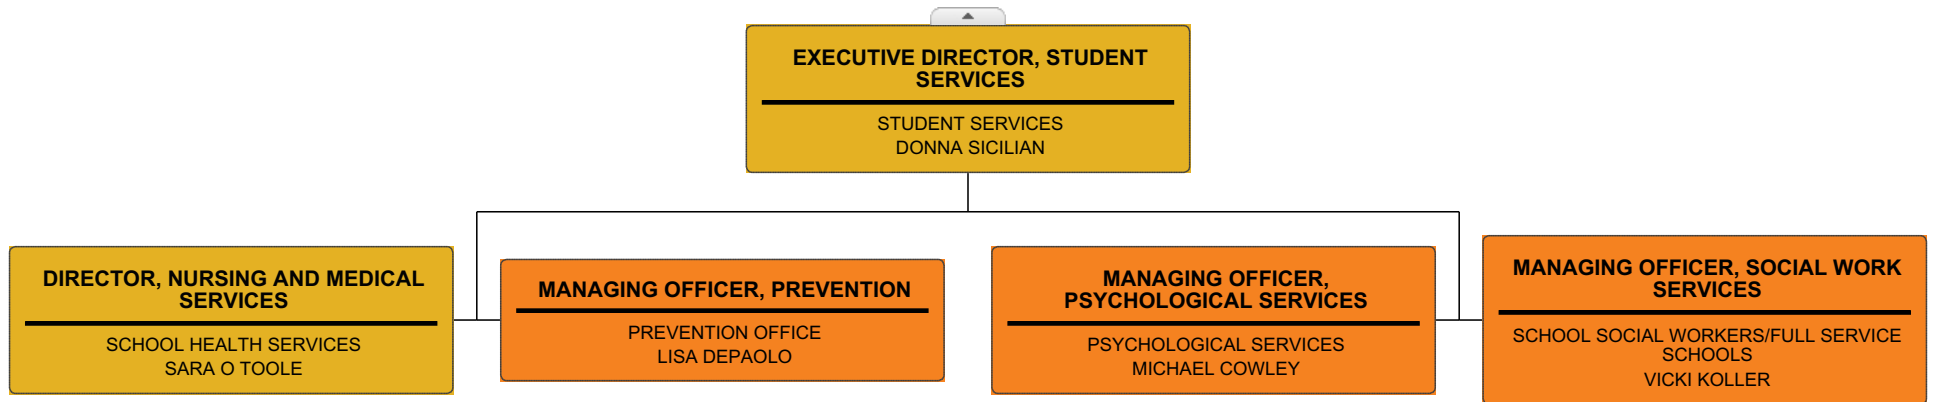 EXECUTIVE DIRECTOR, STUDENT
SERVICES
STUDENT SERVICES
DONNA SICILIAN
DIRECTOR, NURSING AND MEDICAL
SERVICES
SCHOOL HEALTH SERVICES
SARA O TOOLE
MANAGING OFFICER, PREVENTION
PREVENTION OFFICE
LISA DEPAOLO
MANAGING OFFICER,
PSYCHOLOGICAL SERVICES
PSYCHOLOGICAL SERVICES
MICHAEL COWLEY
MANAGING OFFICER, SOCIAL WORK
SERVICES
SCHOOL SOCIAL WORKERS/FULL SERVICE
SCHOOLS
VICKI KOLLER